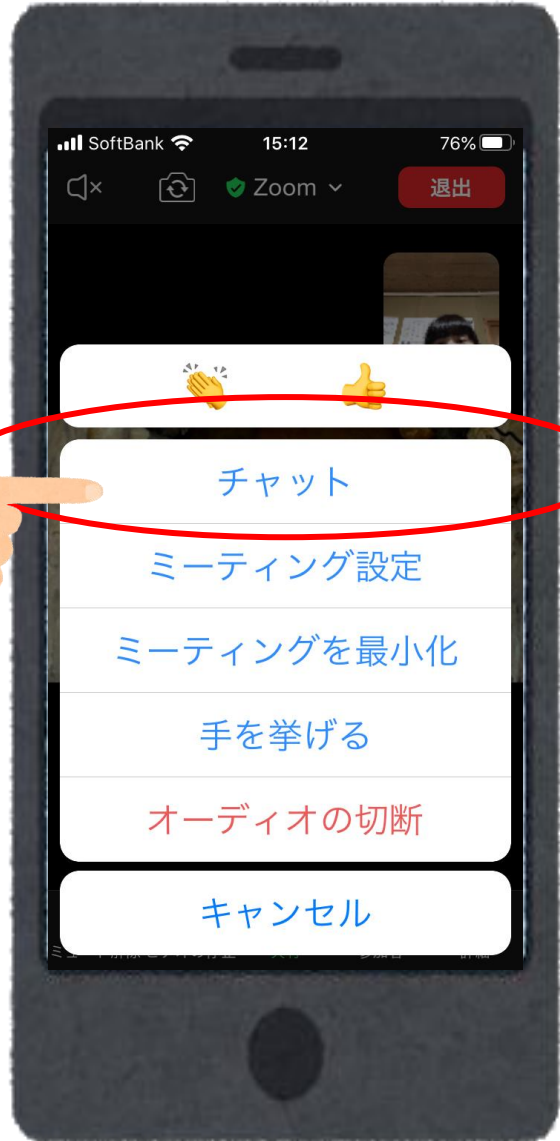 SoftBank 15:12 76%
Zoom 退出
チャット
ミーティング設定
ミーティングを最小化
手を挙げる
オーディオの切断
キャンセル